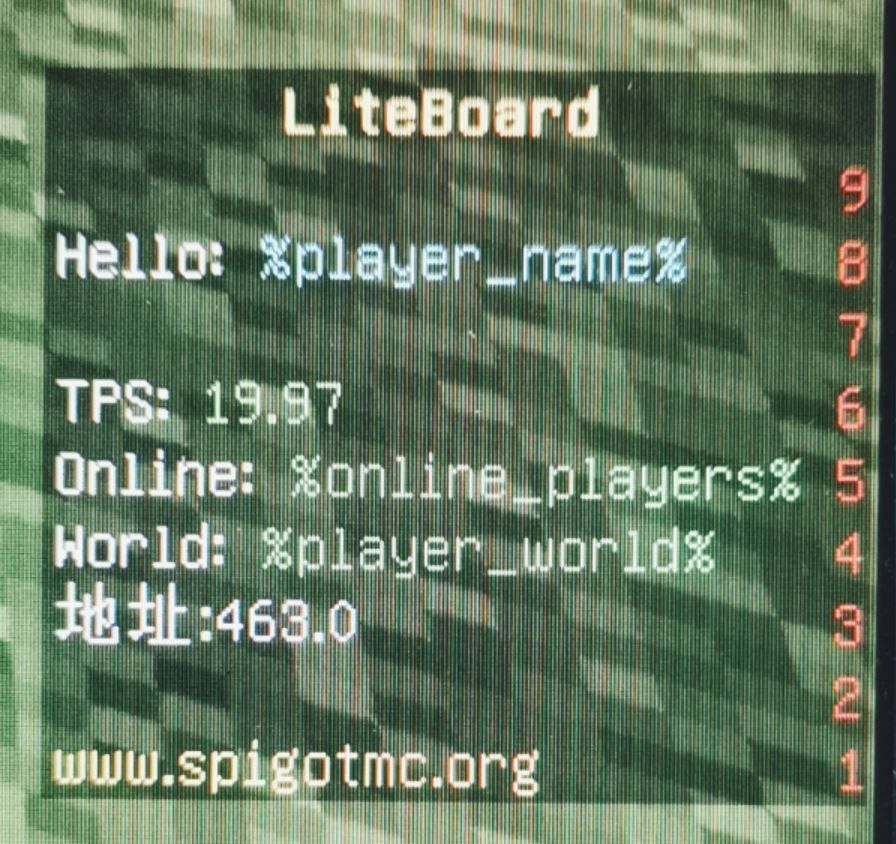 LiteBoard
9
Hello: %player_name% 8
7
TPS: 19.97 6
Online: %online_players% 5
World: %player_world% 4
地址:463.0 3
2
www.spigotmc.org 1